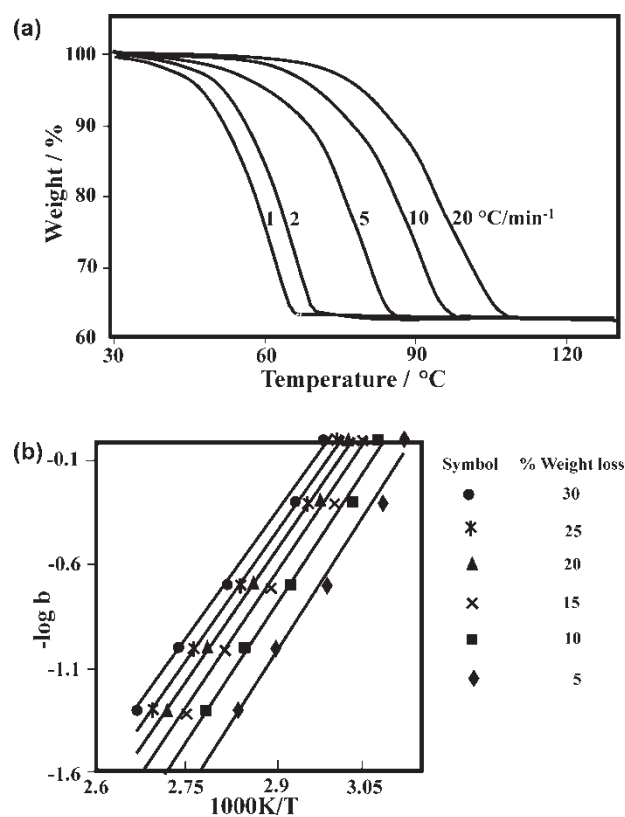 (a)
100
90
80
70
60
Weight / %
1 2 5 10 20 °C/min⁻¹
30 60 90 120
Temperature / °C
(b)
-0.1
-0.6
-1.1
-1.6
-log b
2.6 2.75 2.9 3.05
1000K/T
Symbol % Weight loss
30
25
20
15
10
5